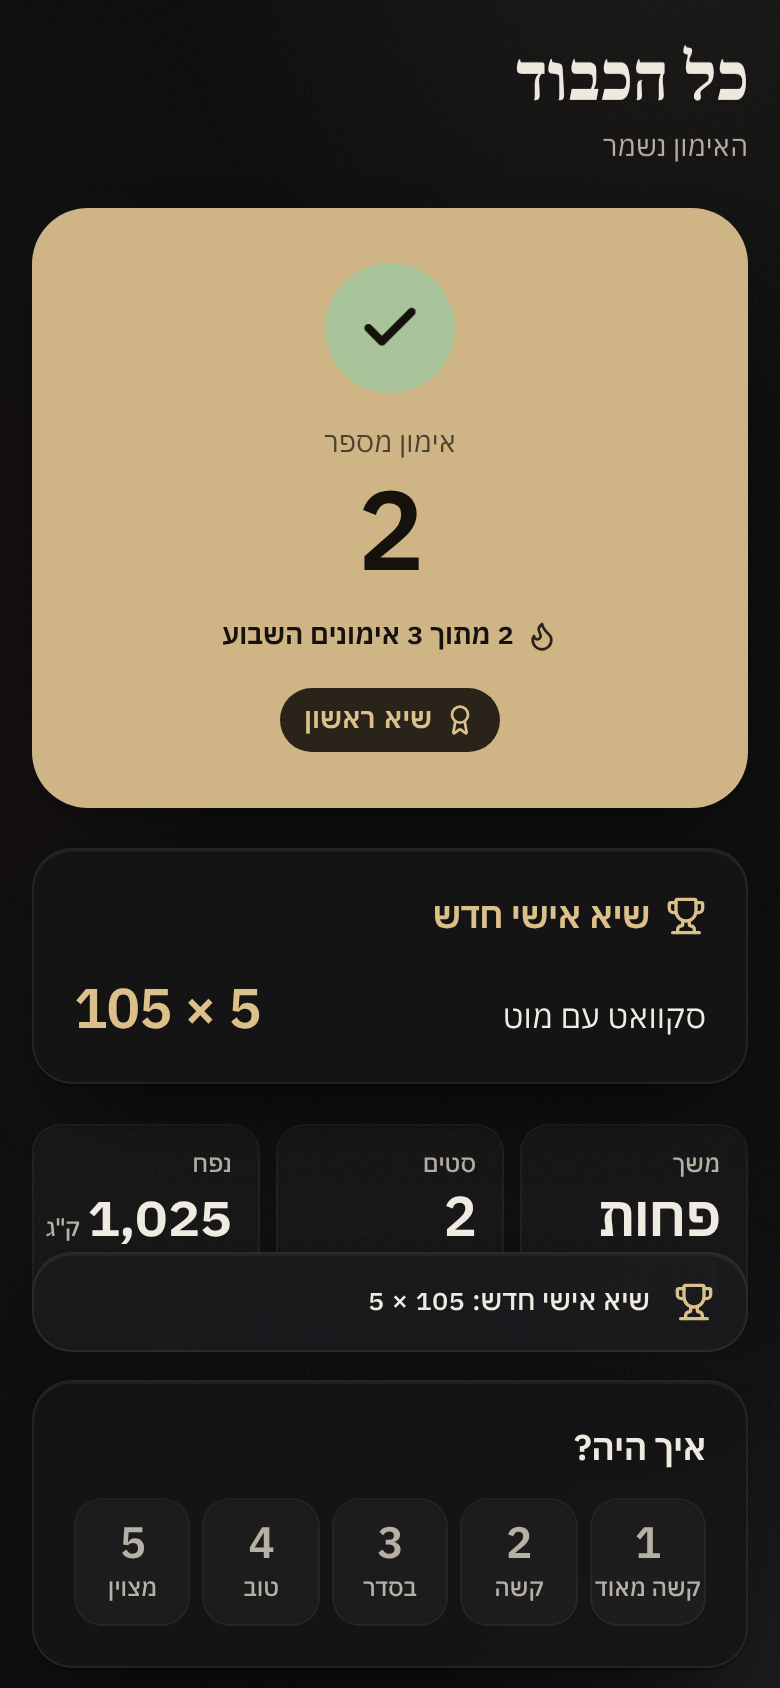 כל הכבוד
האימון נשמר
אימון מספר
2
2 מתוך 3 אימונים השבוע
שיא ראשון
שיא אישי חדש
סקוואט עם מוט
105 × 5
משך
פחות
סטים
2
נפח
1,025 ק"ג
שיא אישי חדש: 105 × 5
איך היה?
1
קשה מאוד
2
קשה
3
בסדר
4
טוב
5
מצוין